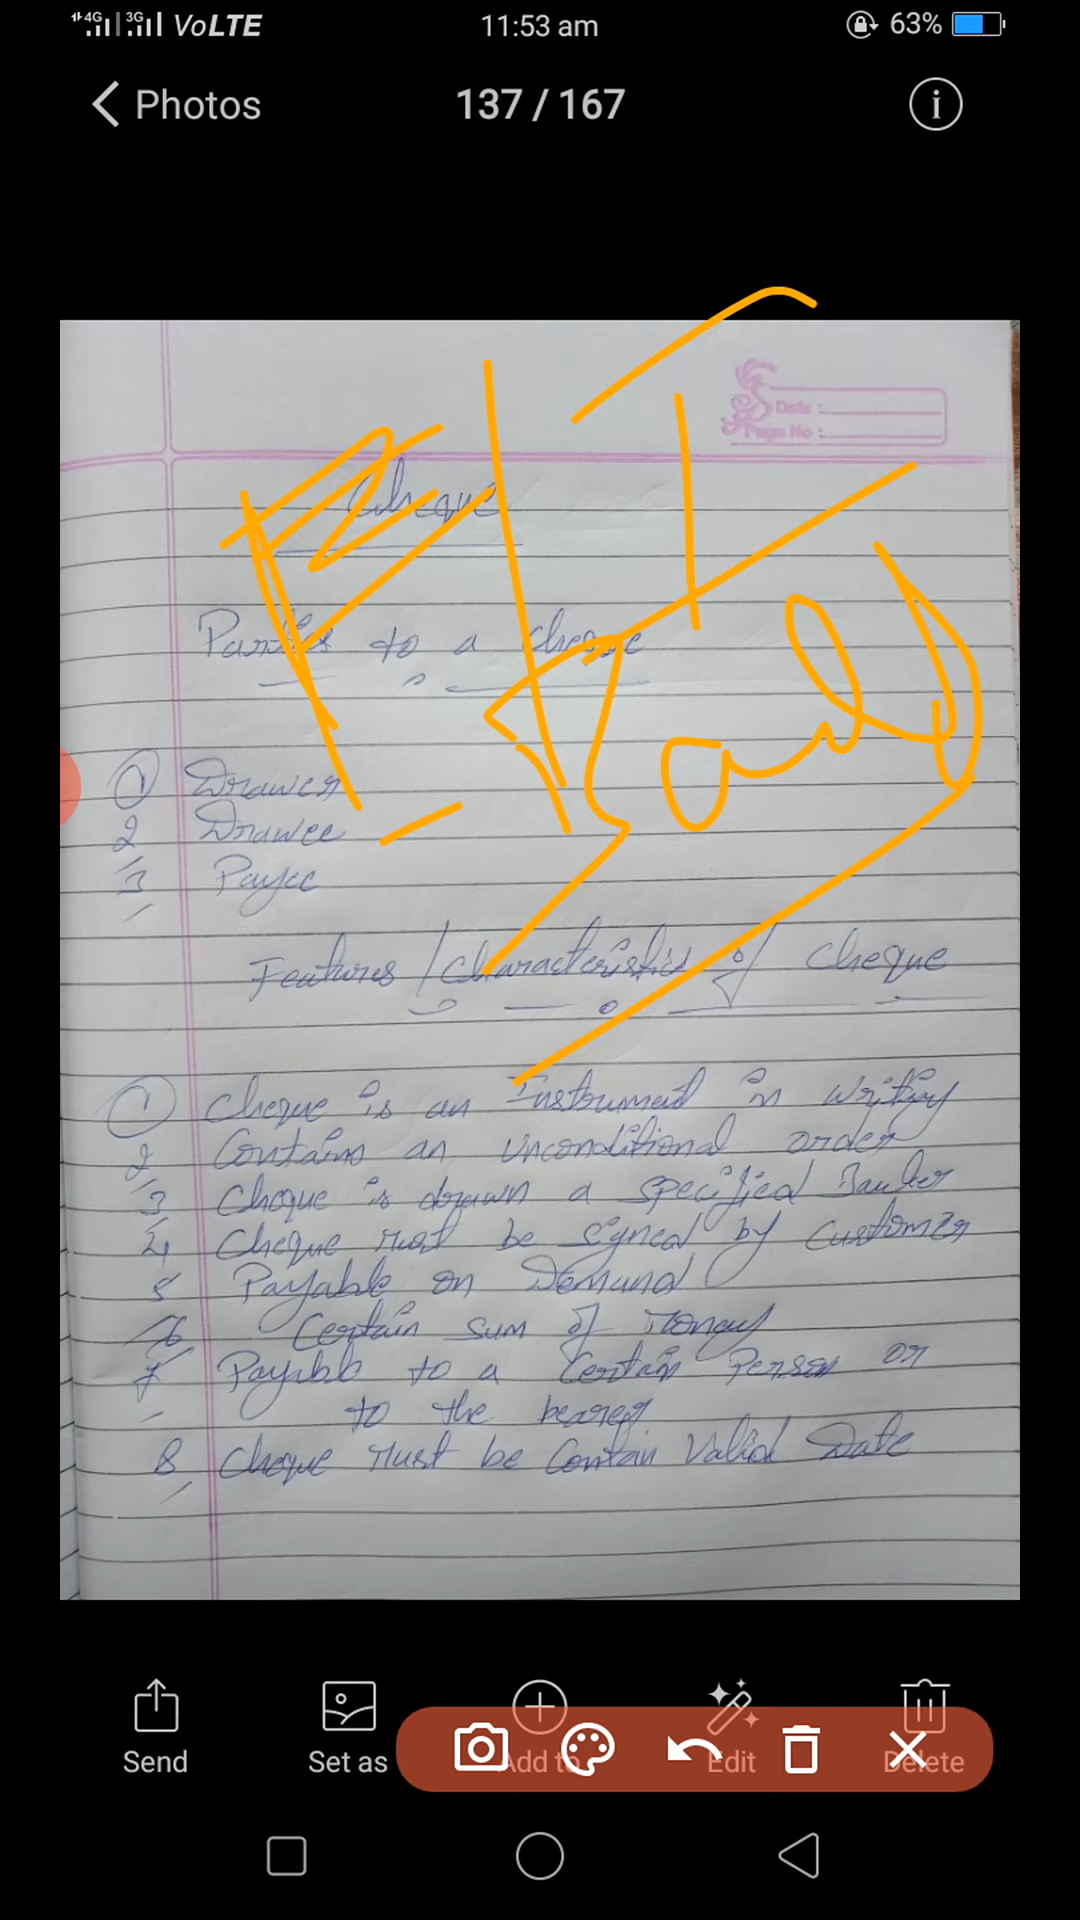 4G 3G VoLTE 11:53 am 63%
Photos 137 / 167
Date :
Page No :
Cheque
Parties to a cheque
1 Drawer
2 Drawee
3 Payee
Features / Characteristics of Cheque
1 Cheque is an Instrument in writing
2 Contains an unconditional order
3 Cheque is drawn a specified Banker
4 Cheque must be signed by Customer
5 Payable on Demand
6 Certain sum of Money
7 Payable to a Certain Person or
to the bearer
8 Cheque Must be Contain Valid Date
Send Set as Add to Edit Delete